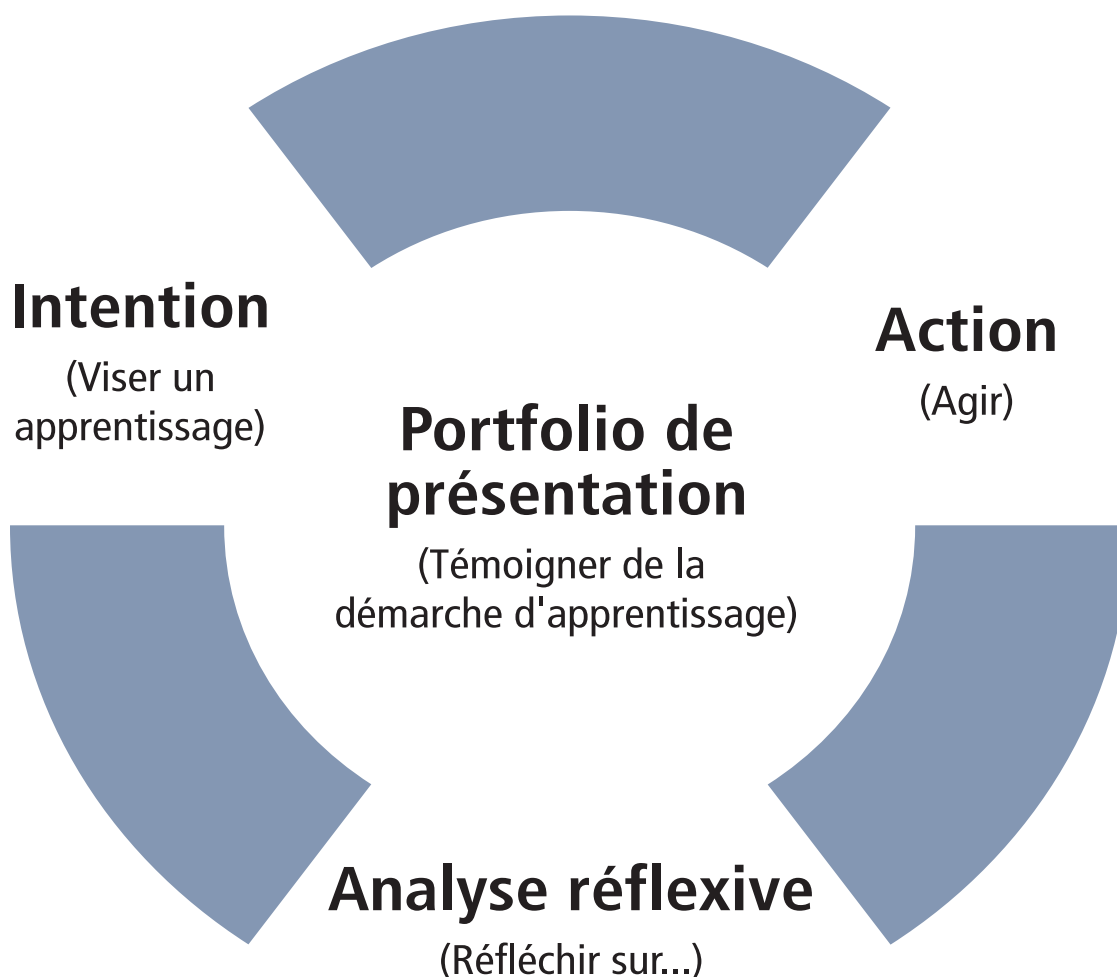 Intention
(Viser un
apprentissage)
Action
(Agir)
Portfolio de
présentation
(Témoigner de la
démarche d'apprentissage)
Analyse réflexive
(Réfléchir sur...)